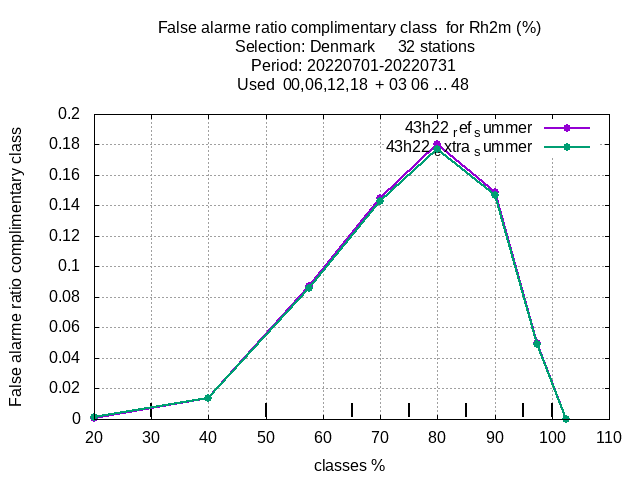 False alarme ratio complimentary class  for Rh2m (%)
Selection: Denmark     32 stations
Period: 20220701-20220731
Used  00,06,12,18  + 03 06 ... 48
43h22 ref summer
43h22 extra summer
False alarme ratio complimentary class
0.2
0.18
0.16
0.14
0.12
0.1
0.08
0.06
0.04
0.02
0
20 30 40 50 60 70 80 90 100 110
classes %